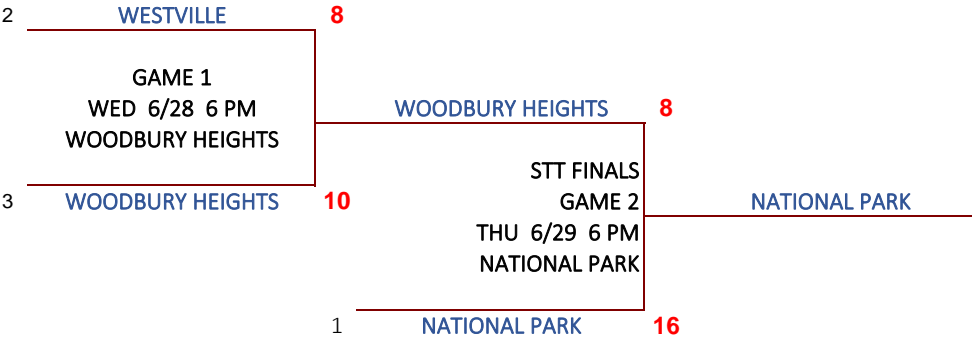 2 WESTVILLE 8
GAME 1
WED 6/28 6 PM
WOODBURY HEIGHTS
3 WOODBURY HEIGHTS 10
WOODBURY HEIGHTS 8
STT FINALS
GAME 2
THU 6/29 6 PM
NATIONAL PARK
1 NATIONAL PARK 16
NATIONAL PARK